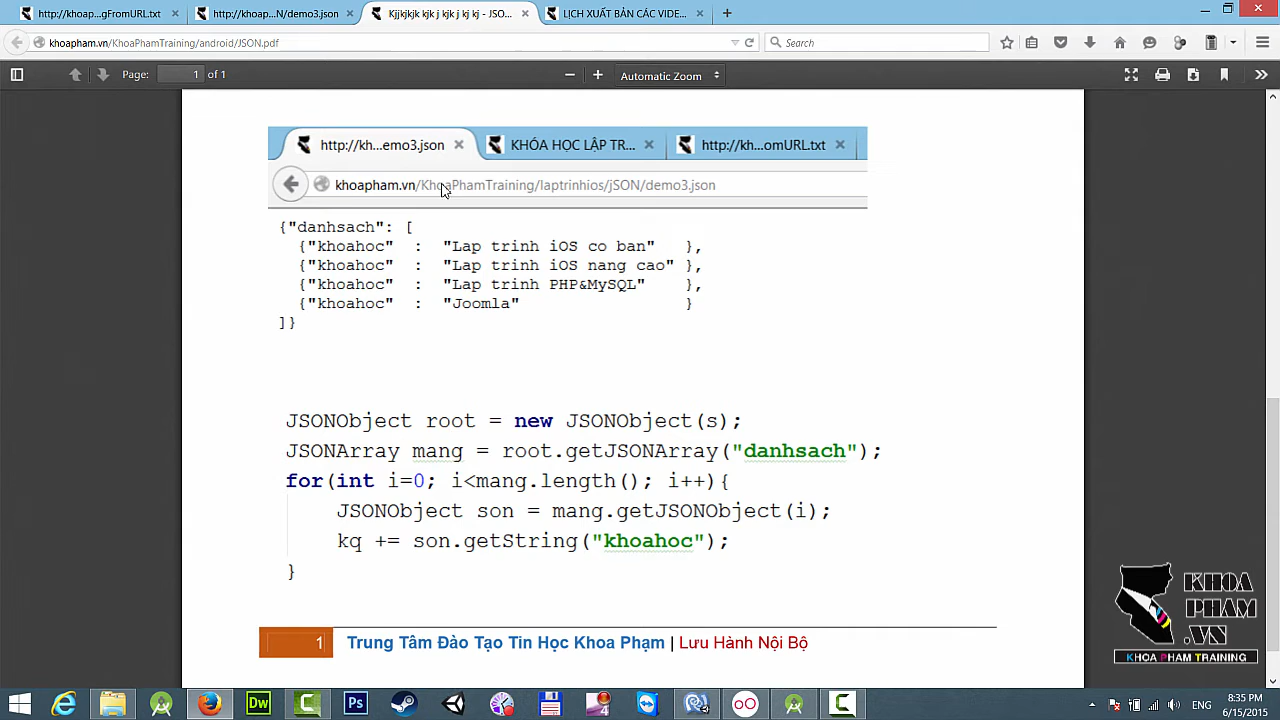 http://khoap...gFromURL.txt
http://khoap...N/demo3.json
Kjjkjkjk kjk j kjk j kj kj - JSO...
LỊCH XUẤT BẢN CÁC VIDE...
khoapham.vn/KhoaPhamTraining/android/JSON.pdf
Search
Page: 1 of 1
Automatic Zoom
http://kh...emo3.json
KHÓA HỌC LẬP TR...
http://kh...omURL.txt
khoapham.vn/KhoaPhamTraining/laptrinhios/jSON/demo3.json
{"danhsach": [
{"khoahoc" : "Lap trinh iOS co ban" },
{"khoahoc" : "Lap trinh iOS nang cao" },
{"khoahoc" : "Lap trinh PHP&MySQL" },
{"khoahoc" : "Joomla" }
]}
JSONObject root = new JSONObject(s);
JSONArray mang = root.getJSONArray("danhsach");
for(int i=0; i<mang.length(); i++){
JSONObject son = mang.getJSONObject(i);
kq += son.getString("khoahoc");
}
1
Trung Tâm Đào Tạo Tin Học Khoa Phạm | Lưu Hành Nội Bộ
KHOA
PHAM
.VN
KHOA PHAM TRAINING
Dw
Ps
4
ENG
8:35 PM
6/15/2015